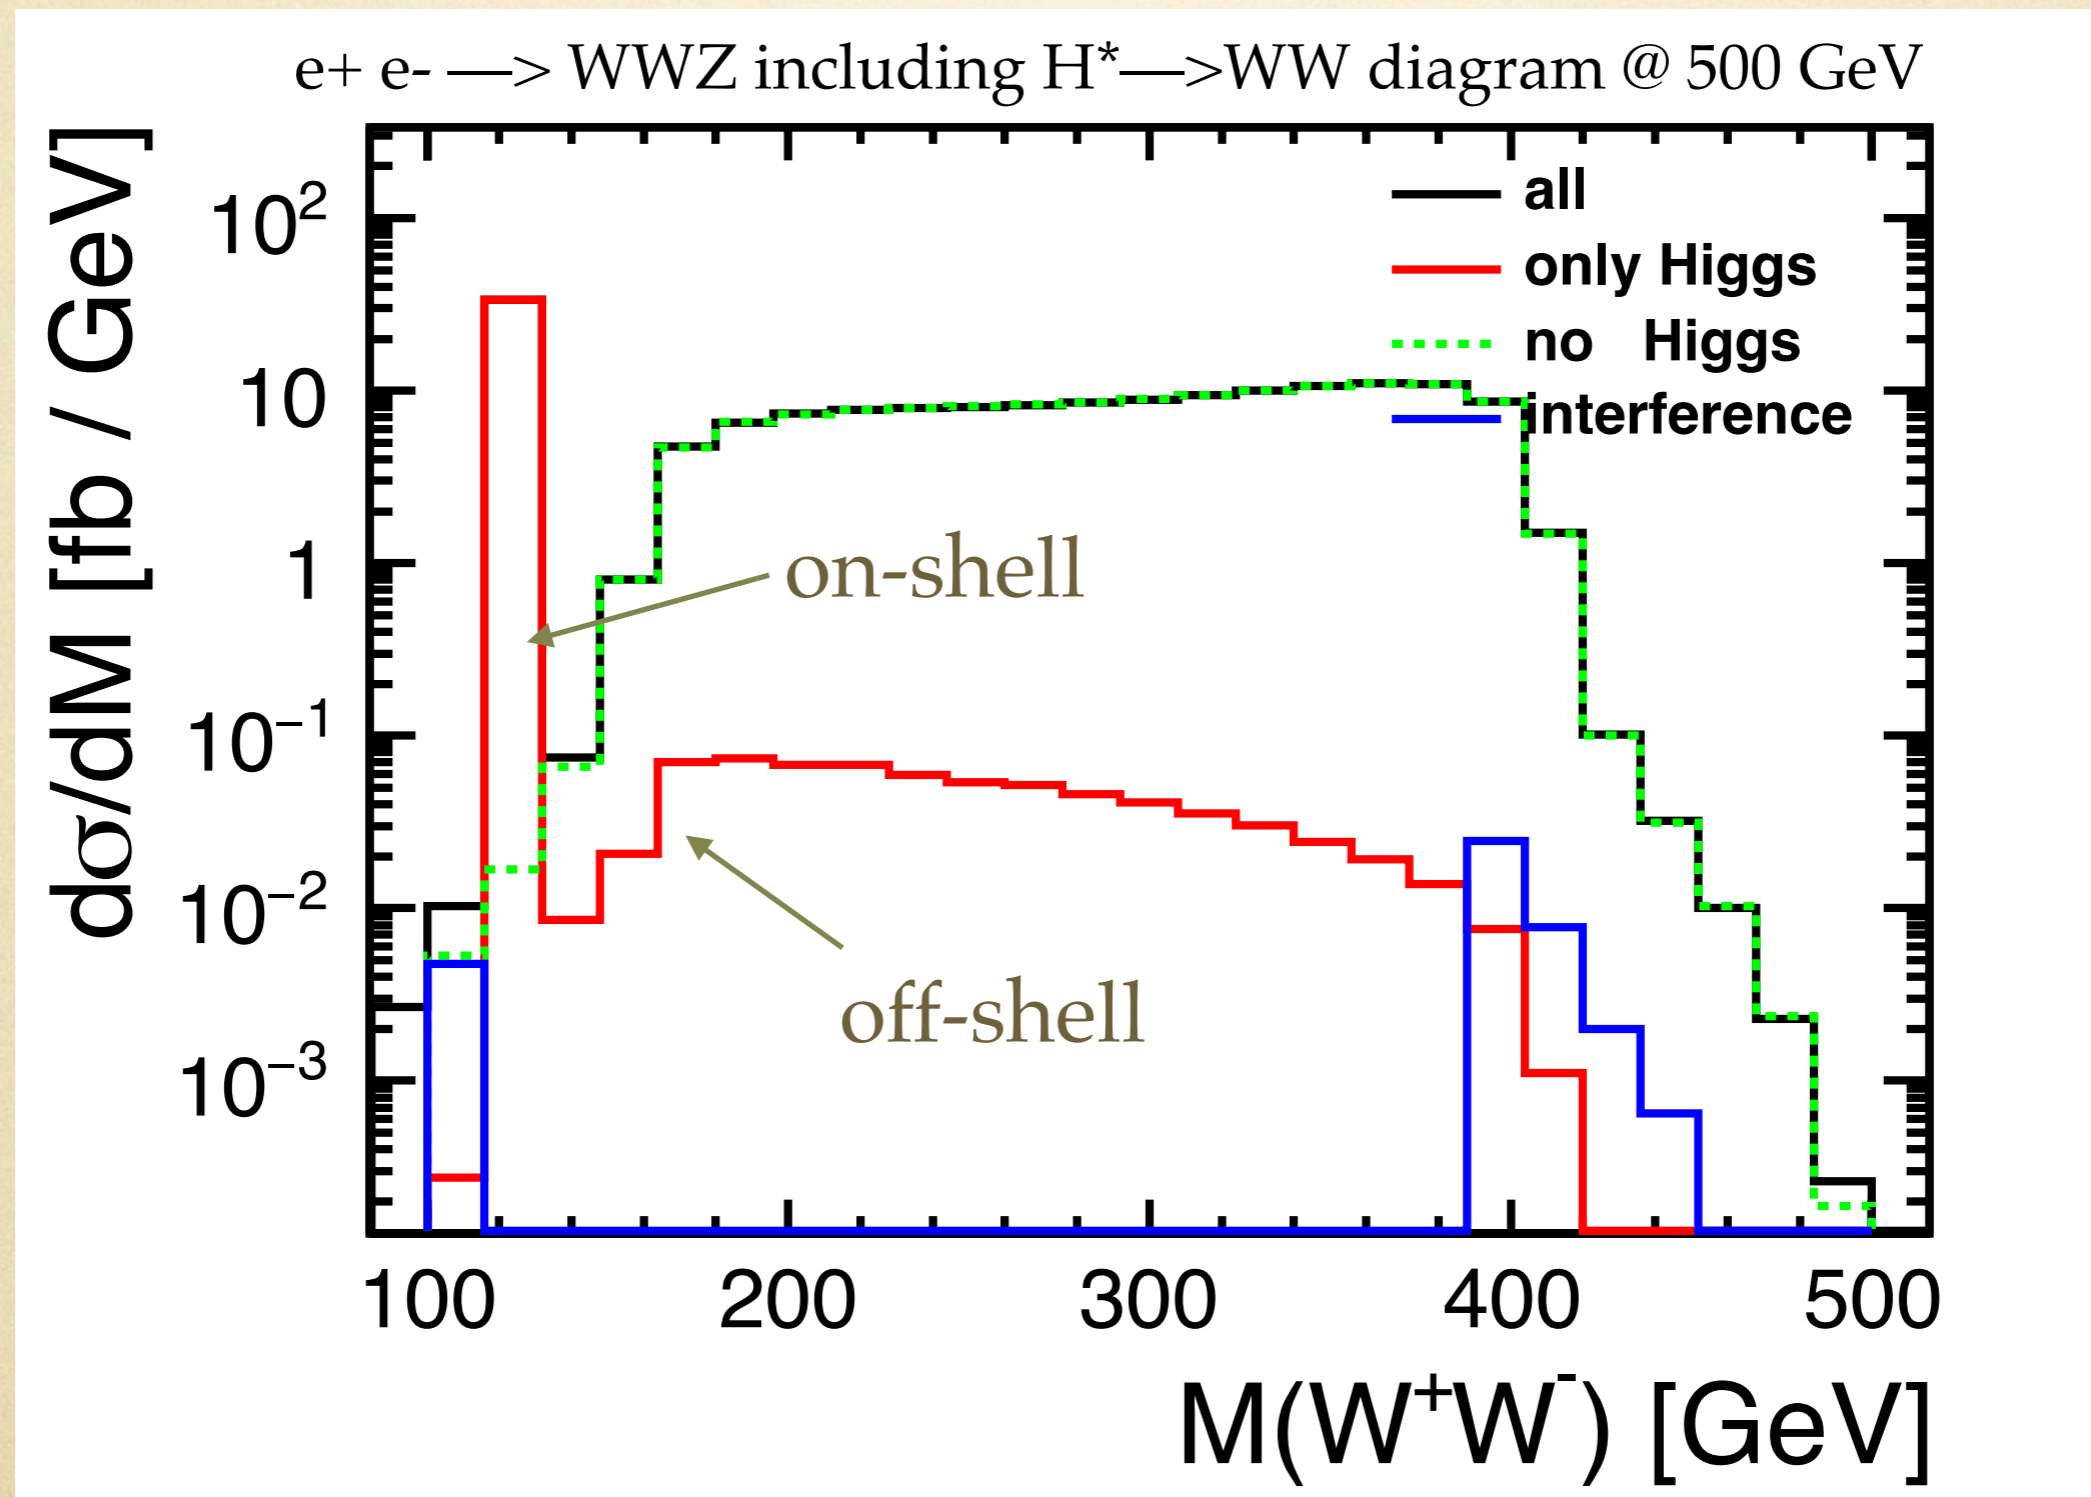 e+ e- —> WWZ including H*—>WW diagram @ 500 GeV
dσ/dM [fb / GeV]
10²
10
1
10⁻¹
10⁻²
10⁻³
all
only Higgs
no Higgs
interference
on-shell
off-shell
100 200 300 400 500
M(W⁺W⁻) [GeV]